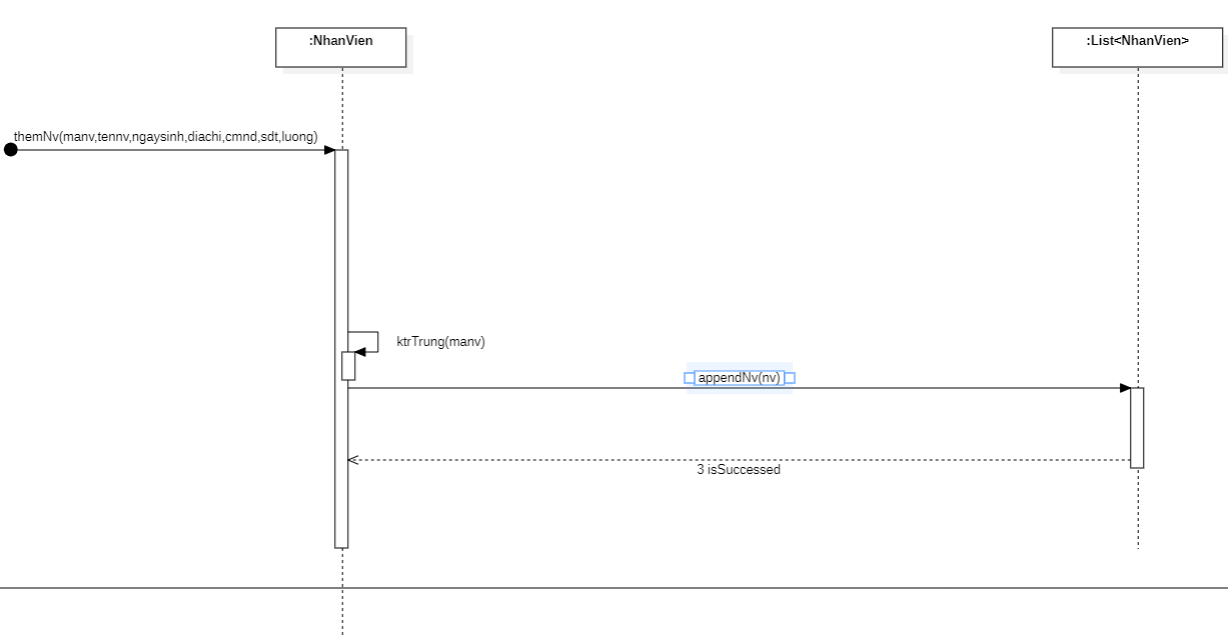 :NhanVien
:List<NhanVien>
themNv(manv,tennv,ngaysinh,diachi,cmnd,sdt,luong)
ktrTrung(manv)
appendNv(nv)
3 isSuccessed